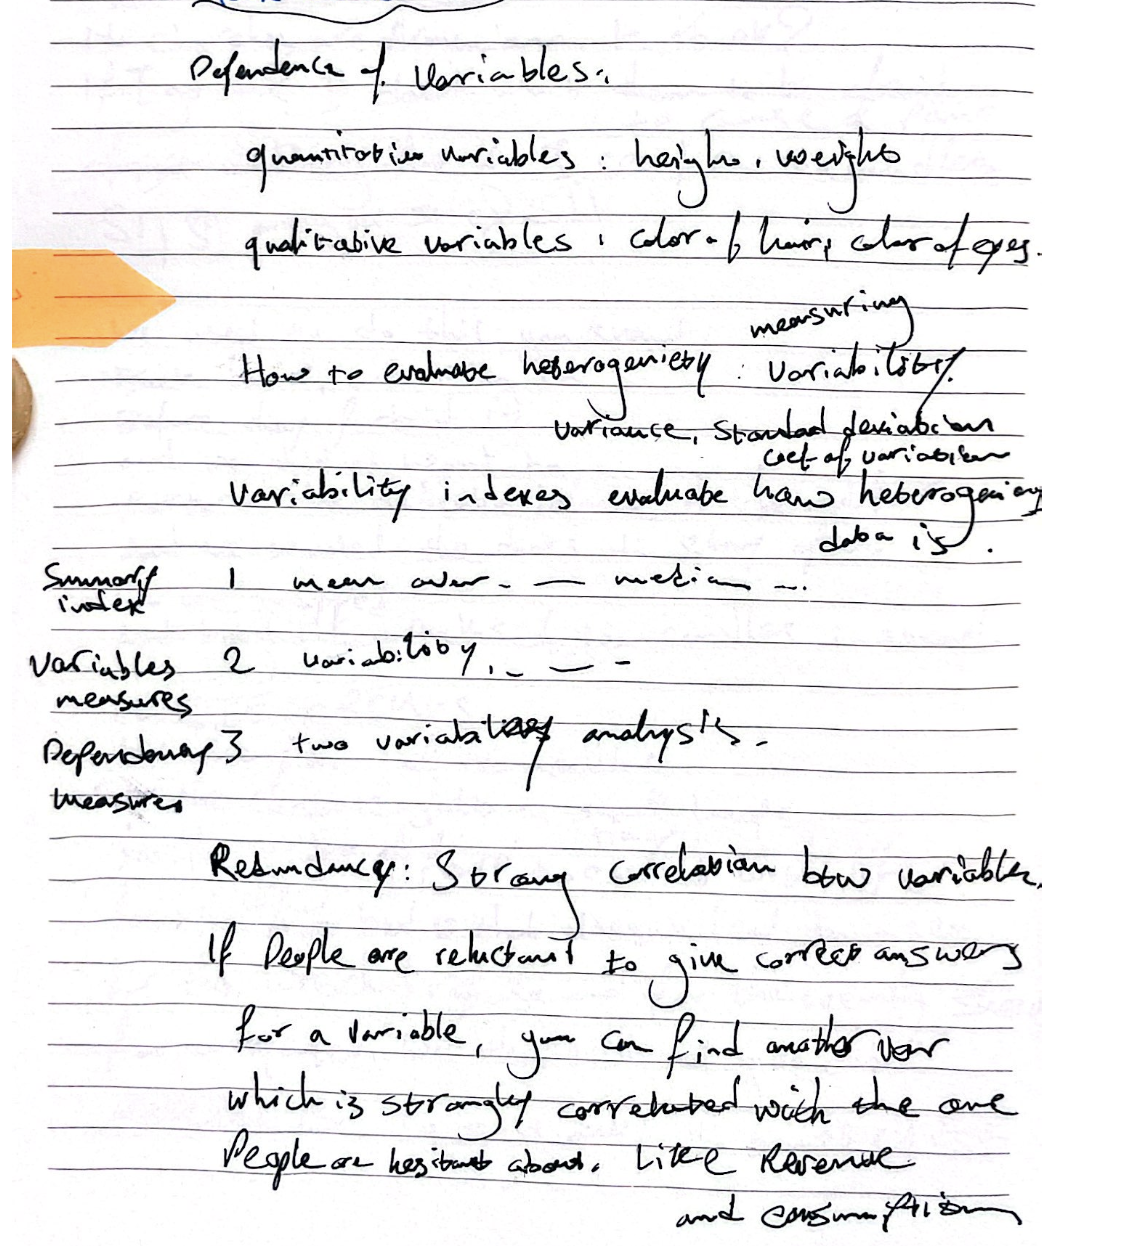 Dependence of variables:
quantitative variables : height, weight
qualitative variables : color of hair, color of eyes.
measuring
How to evaluate heterogeniety : variability.
variance, standard deviation
coef of variation
Variability indexes evaluate how heterogeniety
data is.
Summary index 1 mean over - — median —.
Variables measures 2 variability, - — -
Dependency measures 3 two variables analysis.
Redundancy: Strong correlation btw variables,
If People are reluctant to give correct answers
for a variable, you can find another var
which is strongly correlated with the one
People are hesitant about. Like Revenue
and consumption